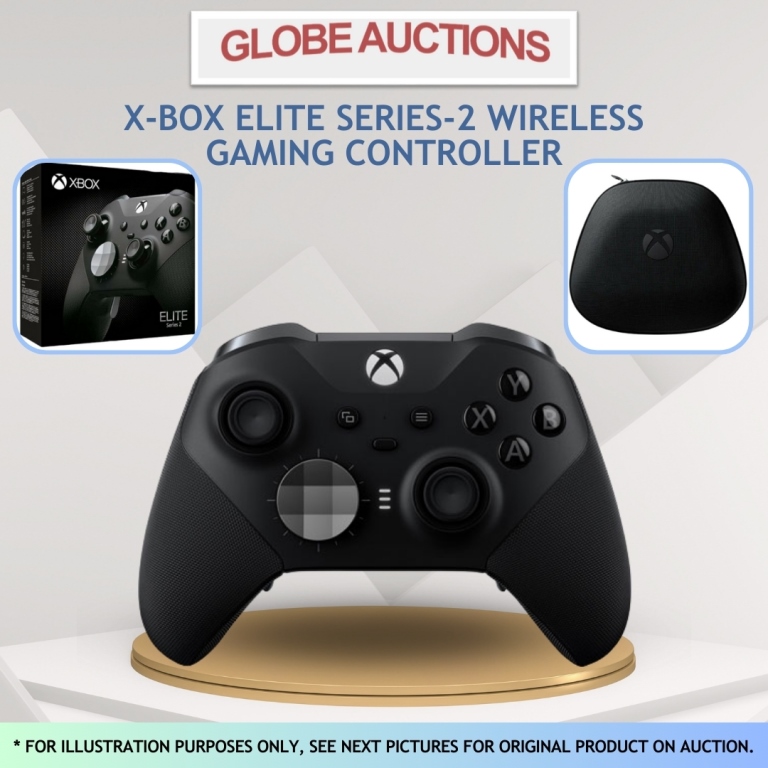 GLOBE AUCTIONS
X-BOX ELITE SERIES-2 WIRELESS
GAMING CONTROLLER
XBOX
ELITE
Series 2
Y
X
B
A
* FOR ILLUSTRATION PURPOSES ONLY, SEE NEXT PICTURES FOR ORIGINAL PRODUCT ON AUCTION.